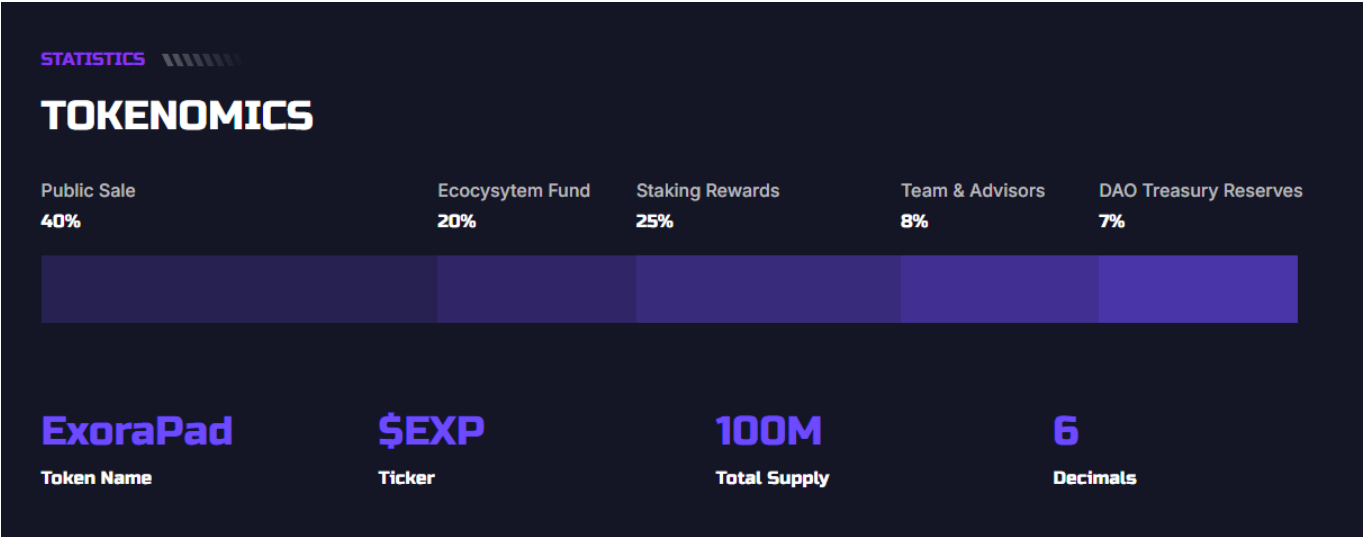 STATISTICS
TOKENOMICS
Public Sale
40%
Ecocysytem Fund
20%
Staking Rewards
25%
Team & Advisors
8%
DAO Treasury Reserves
7%
ExoraPad
Token Name
$EXP
Ticker
100M
Total Supply
6
Decimals